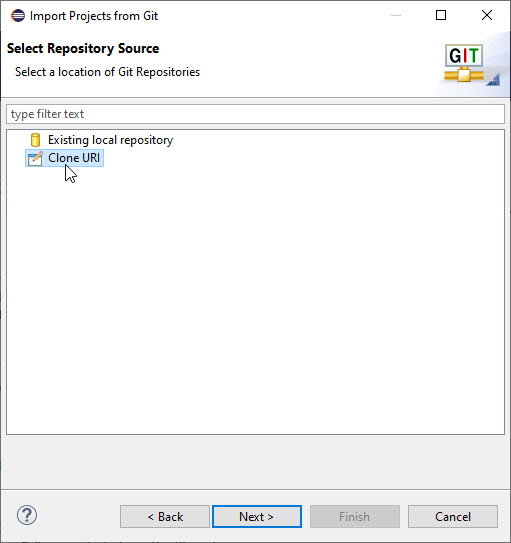 Import Projects from Git
Select Repository Source
Select a location of Git Repositories
GIT
type filter text
Existing local repository
Clone URI
?
< Back
Next >
Finish
Cancel